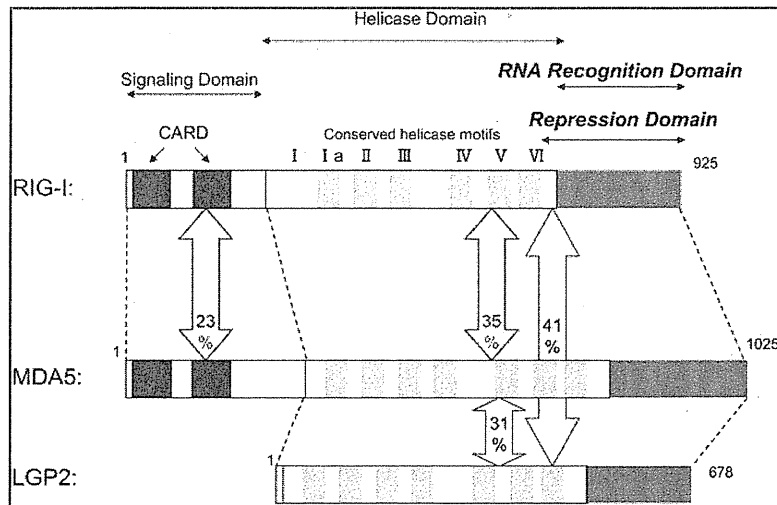 Helicase Domain
Signaling Domain
RNA Recognition Domain
CARD
Conserved helicase motifs
Repression Domain
1
I
I a
II
III
IV
V
VI
925
RIG-I:
23
%
35
%
41
%
1
1025
MDA5:
31
%
1
678
LGP2: